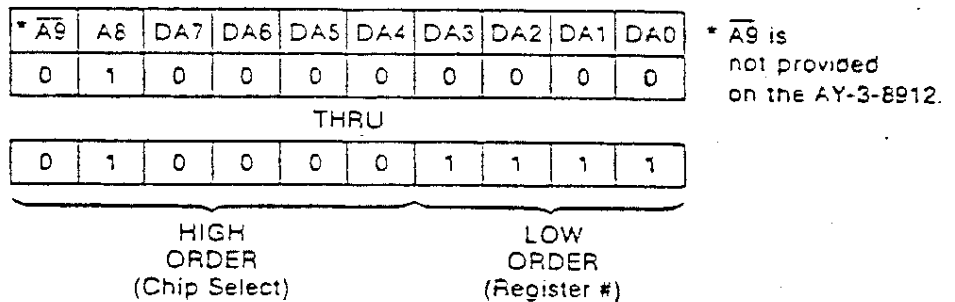 * A9 A8 DA7 DA6 DA5 DA4 DA3 DA2 DA1 DA0
0 1 0 0 0 0 0 0 0 0
THRU
0 1 0 0 0 0 1 1 1 1
HIGH
ORDER
(Chip Select)
LOW
ORDER
(Register #)
* A9 is
not provided
on the AY-3-8912.